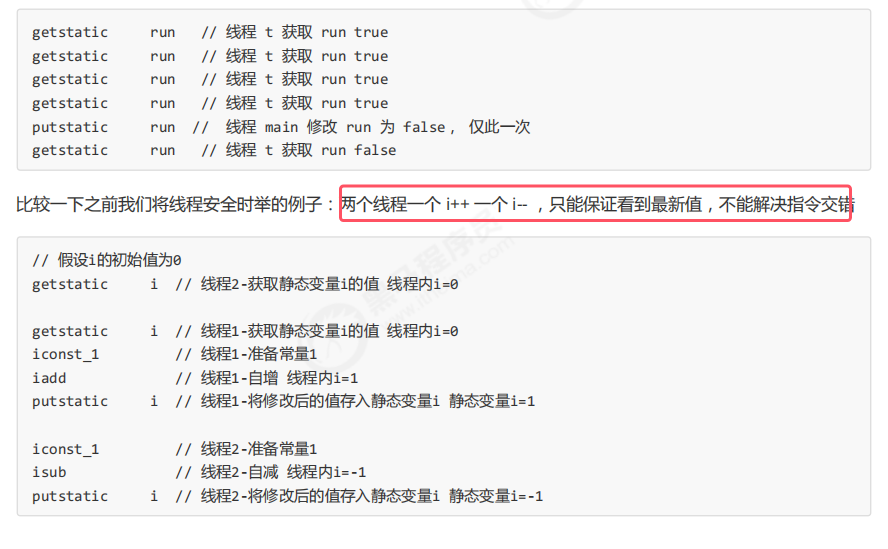 getstatic run // 线程 t 获取 run true
getstatic run // 线程 t 获取 run true
getstatic run // 线程 t 获取 run true
getstatic run // 线程 t 获取 run true
putstatic run // 线程 main 修改 run 为 false， 仅此一次
getstatic run // 线程 t 获取 run false
比较一下之前我们将线程安全时举的例子：两个线程一个 i++ 一个 i-- ，只能保证看到最新值，不能解决指令交错
// 假设i的初始值为0
getstatic i // 线程2-获取静态变量i的值 线程内i=0
getstatic i // 线程1-获取静态变量i的值 线程内i=0
iconst_1 // 线程1-准备常量1
iadd // 线程1-自增 线程内i=1
putstatic i // 线程1-将修改后的值存入静态变量i 静态变量i=1
iconst_1 // 线程2-准备常量1
isub // 线程2-自减 线程内i=-1
putstatic i // 线程2-将修改后的值存入静态变量i 静态变量i=-1
黑马程序员